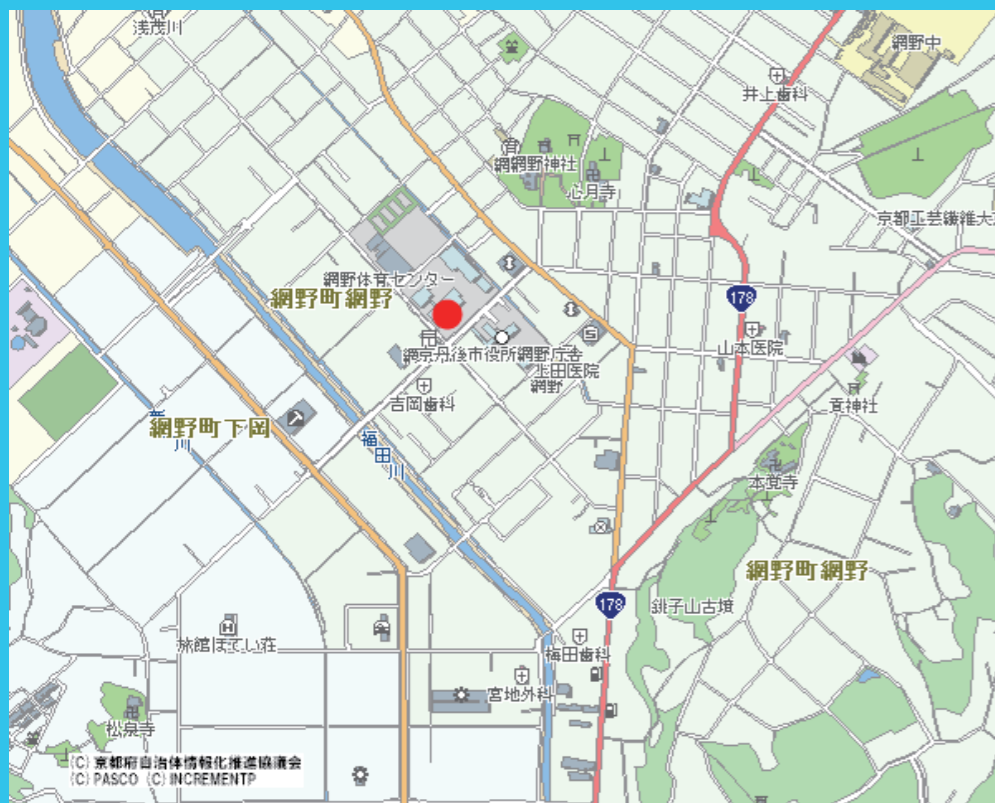 浅茂川
網野中
井上歯科
網野神社
心月寺
京都工芸繊維大
網野体育センター
網野町網野
178
山本医院
京丹後市役所網野庁舎
上田医院
網野
吉岡歯科
貢神社
網野町下岡
新
川
福田川
本覚寺
網野町網野
178
銚子山古墳
旅館ほてい荘
梅田歯科
宮地外科
松泉寺
(C) 京都府自治体情報化推進協議会
(C) PASCO (C) INCREMENTP